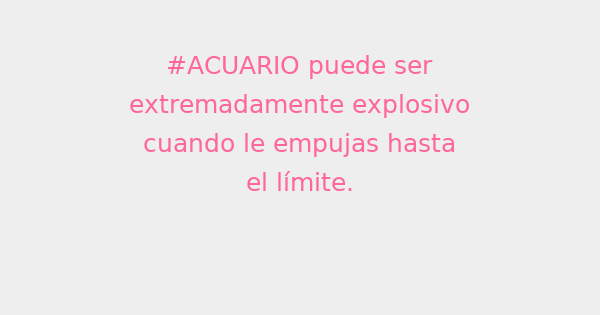 #ACUARIO puede ser
extremadamente explosivo
cuando le empujas hasta
el límite.